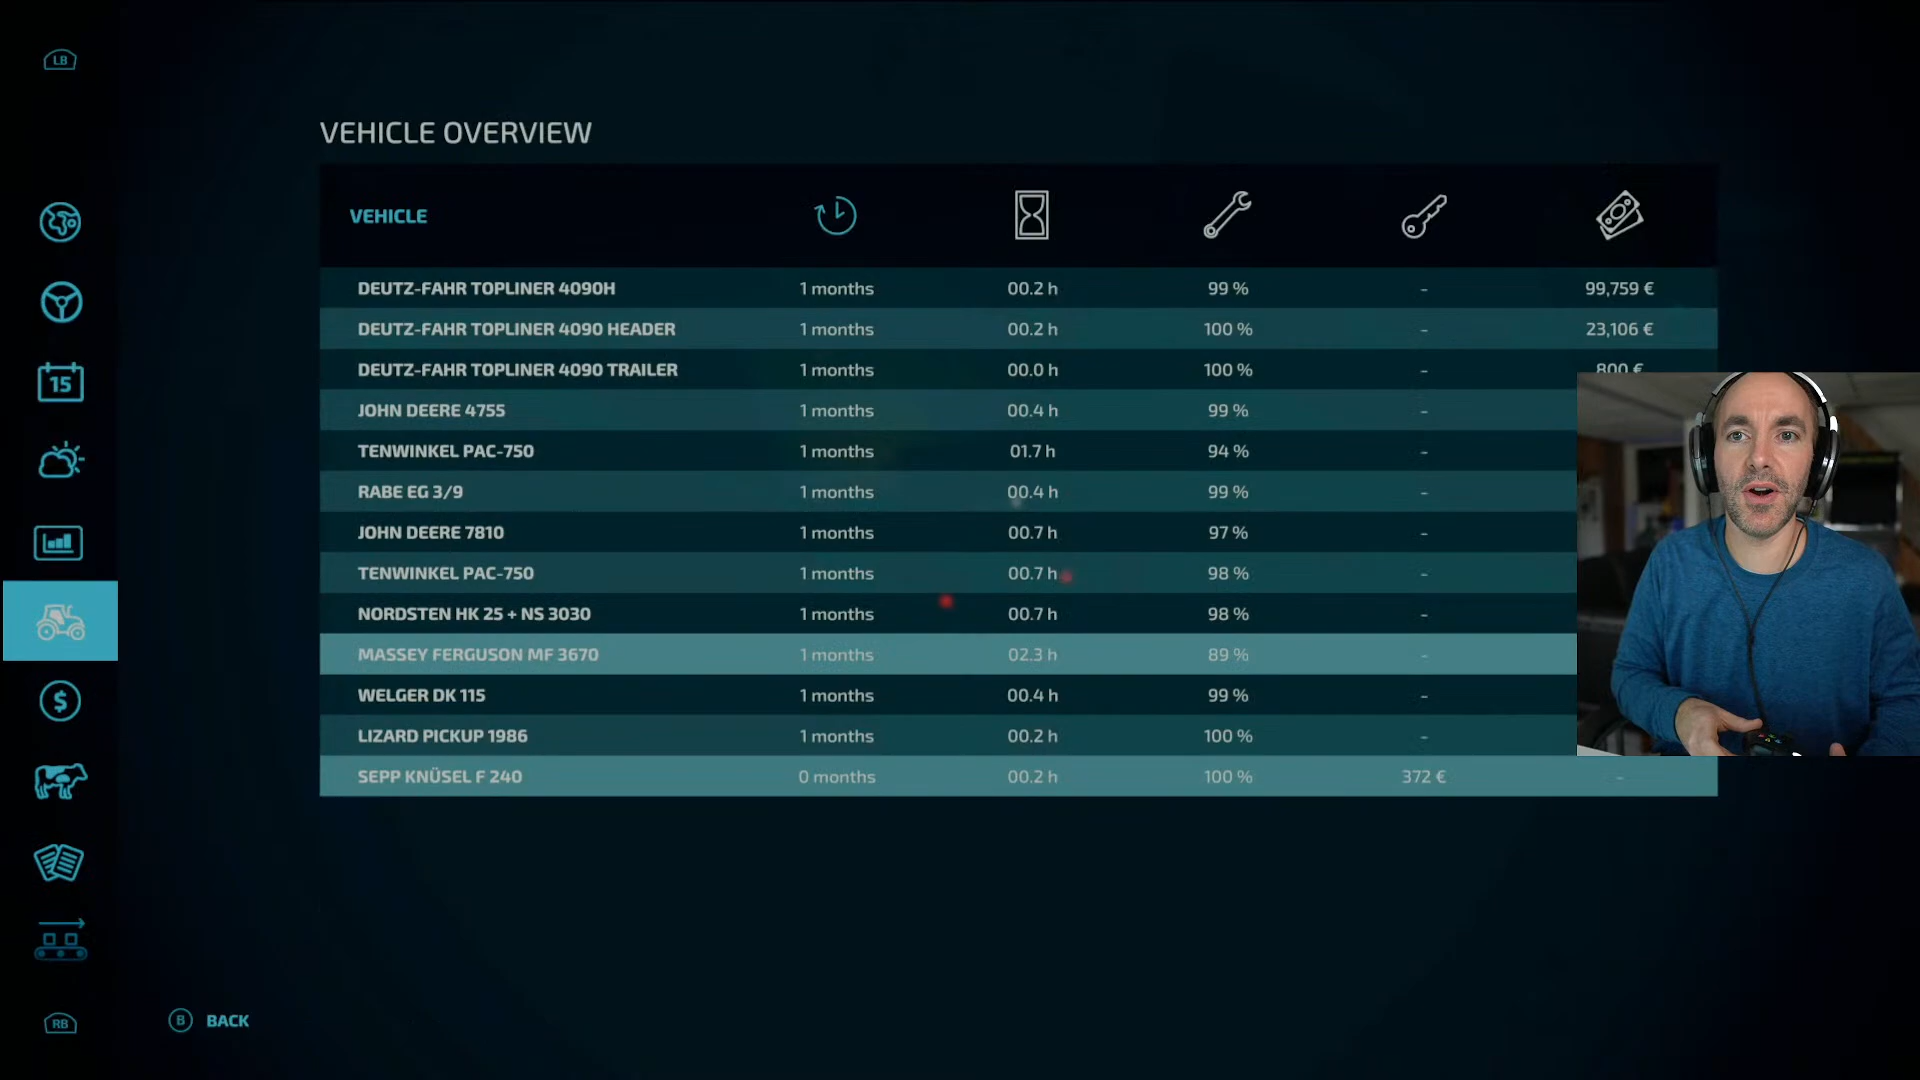 LB
VEHICLE OVERVIEW
VEHICLE
DEUTZ-FAHR TOPLINER 4090H 1 months 00.2 h 99 % - 99,759 €
DEUTZ-FAHR TOPLINER 4090 HEADER 1 months 00.2 h 100 % - 23,106 €
DEUTZ-FAHR TOPLINER 4090 TRAILER 1 months 00.0 h 100 % - 800 €
15
JOHN DEERE 4755 1 months 00.4 h 99 % -
TENWINKEL PAC-750 1 months 01.7 h 94 % -
RABE EG 3/9 1 months 00.4 h 99 % -
JOHN DEERE 7810 1 months 00.7 h 97 % -
TENWINKEL PAC-750 1 months 00.7 h 98 % -
NORDSTEN HK 25 + NS 3030 1 months 00.7 h 98 % -
MASSEY FERGUSON MF 3670 1 months 02.3 h 89 % -
WELGER DK 115 1 months 00.4 h 99 % -
$
LIZARD PICKUP 1986 1 months 00.2 h 100 % -
SEPP KNÜSEL F 240 0 months 00.2 h 100 % 372 € -
RB
B BACK